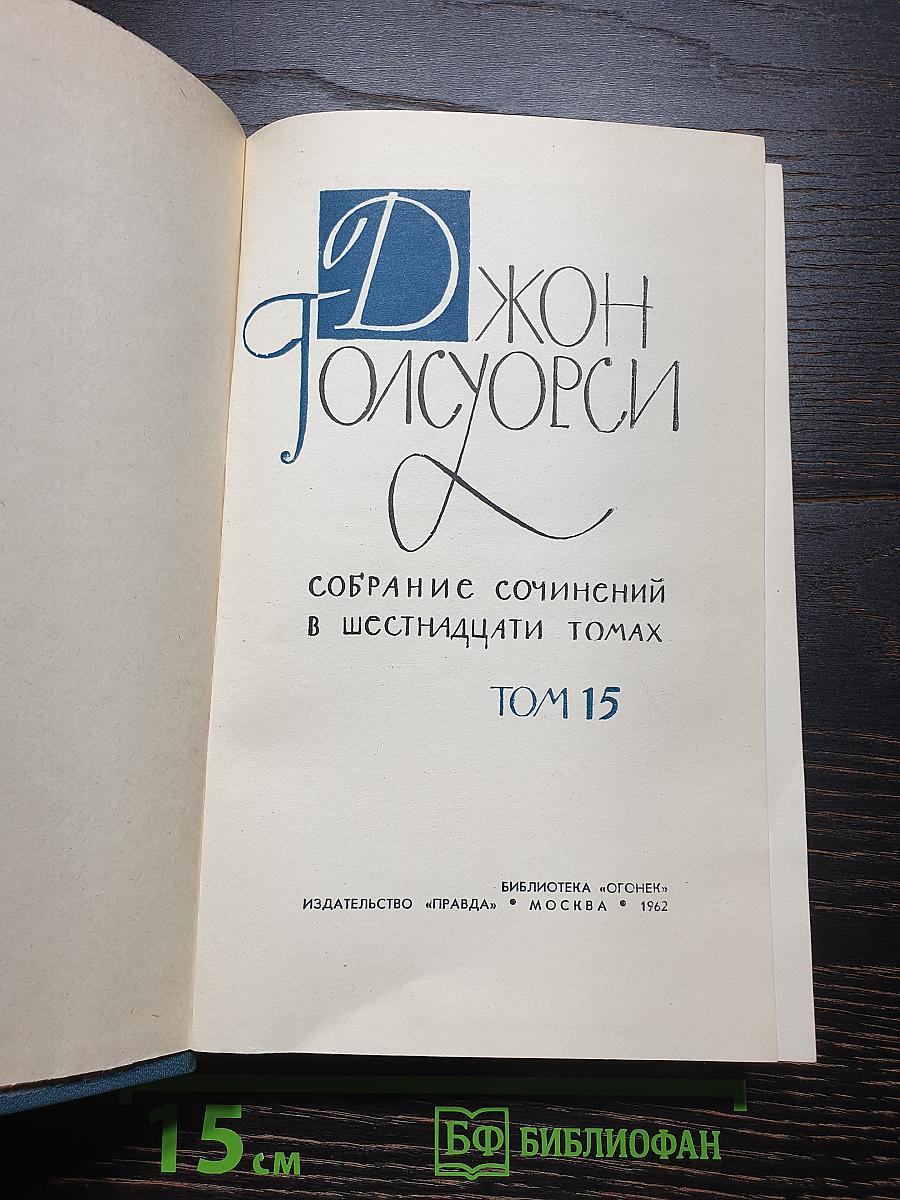 Джон
Голсуорси
СОБРАНИЕ СОЧИНЕНИЙ
В ШЕСТНАДЦАТИ ТОМАХ
ТОМ 15
БИБЛИОТЕКА «ОГОНЕК»
ИЗДАТЕЛЬСТВО «ПРАВДА» • МОСКВА • 1962
15 см
БФ БИБЛИОФАН